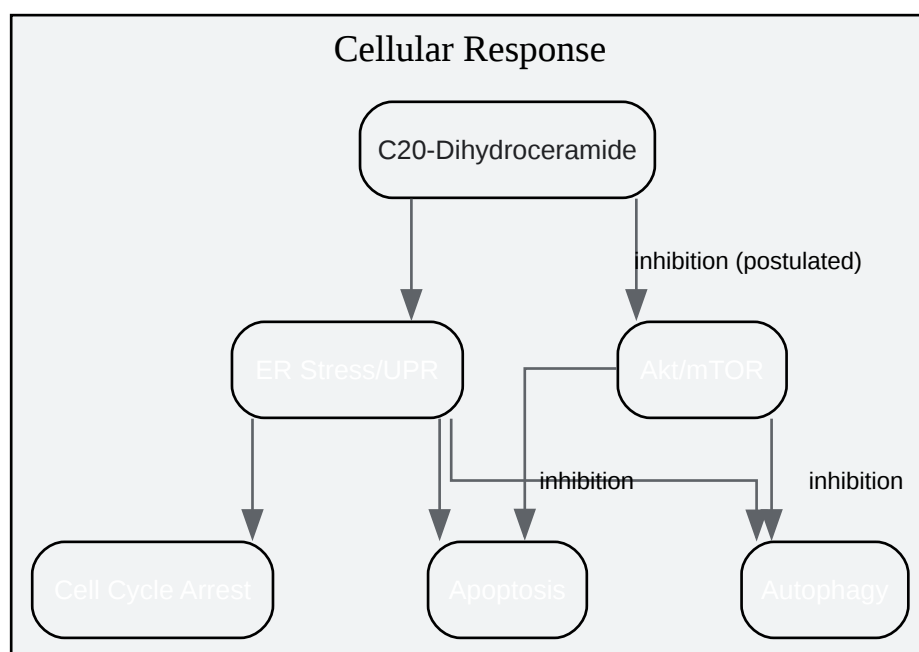 Cellular Response
C20-Dihydroceramide
inhibition (postulated)
ER Stress/UPR
Akt/mTOR
inhibition
inhibition
Cell Cycle Arrest
Apoptosis
Autophagy